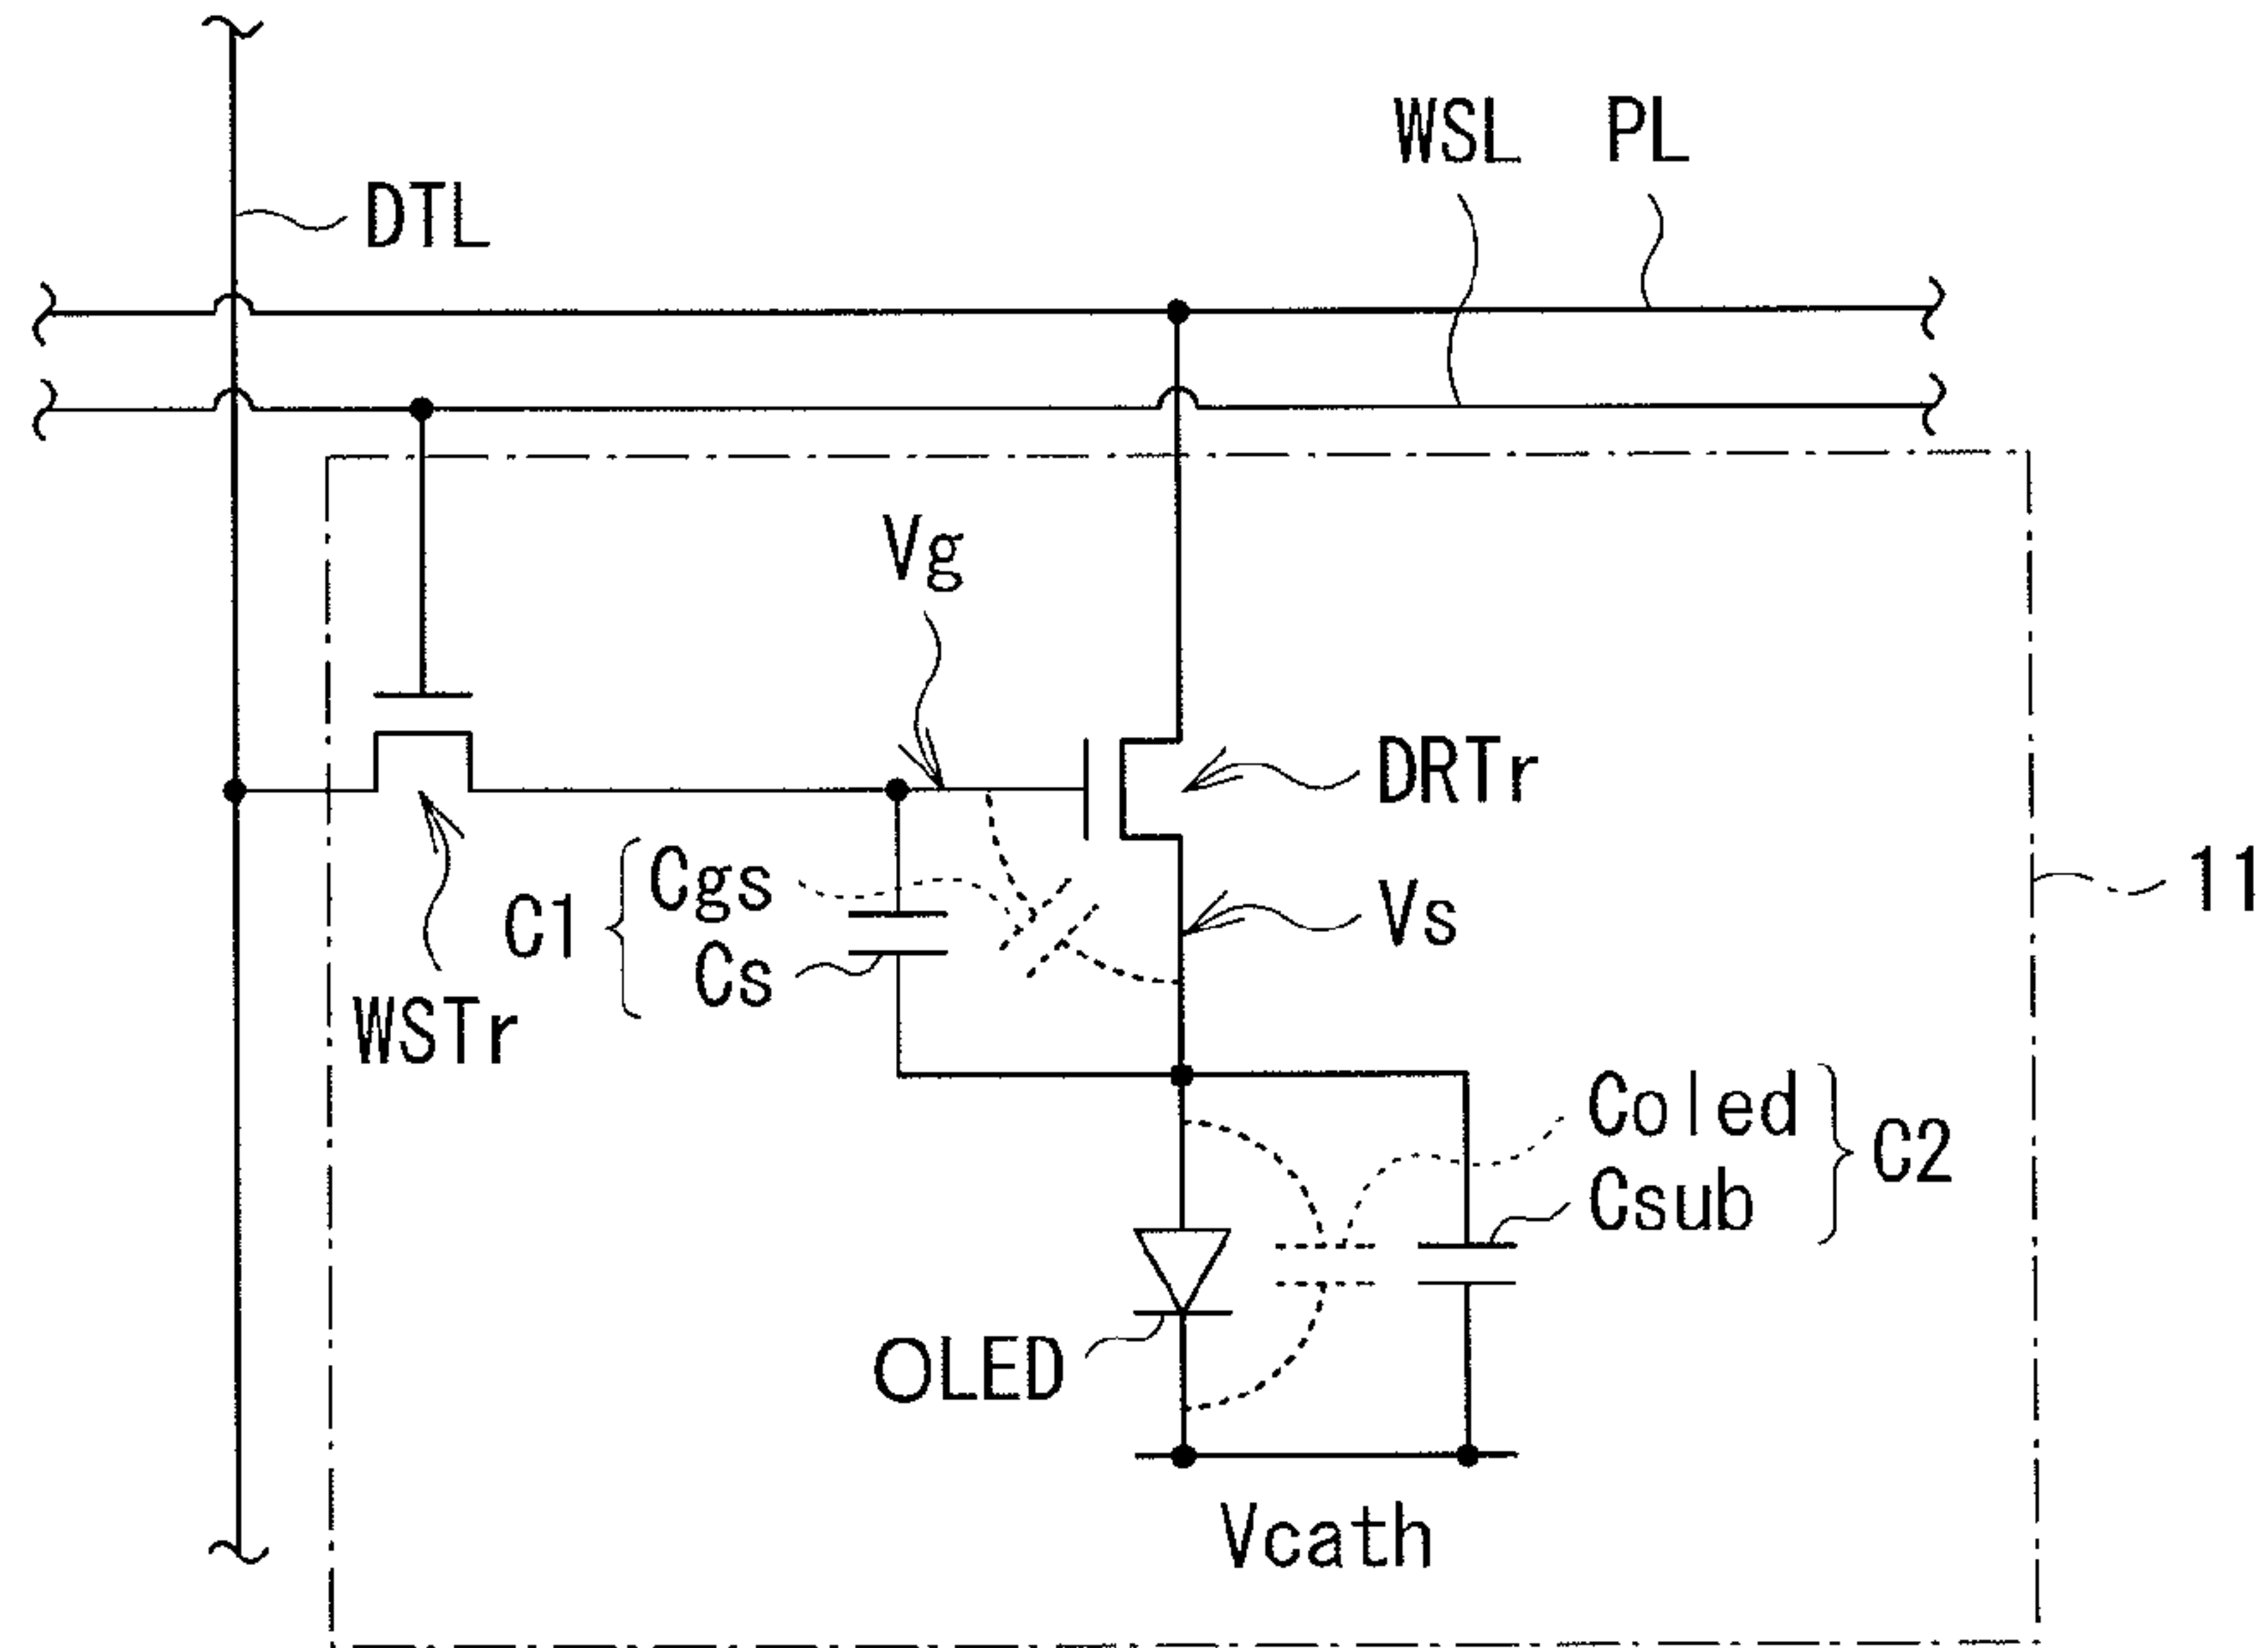 WSL PL
DTL
Vg
DRTr
Cgs
11
C1
Vs
Cs
WSTr
Coled
C2
Csub
OLED
Vcath